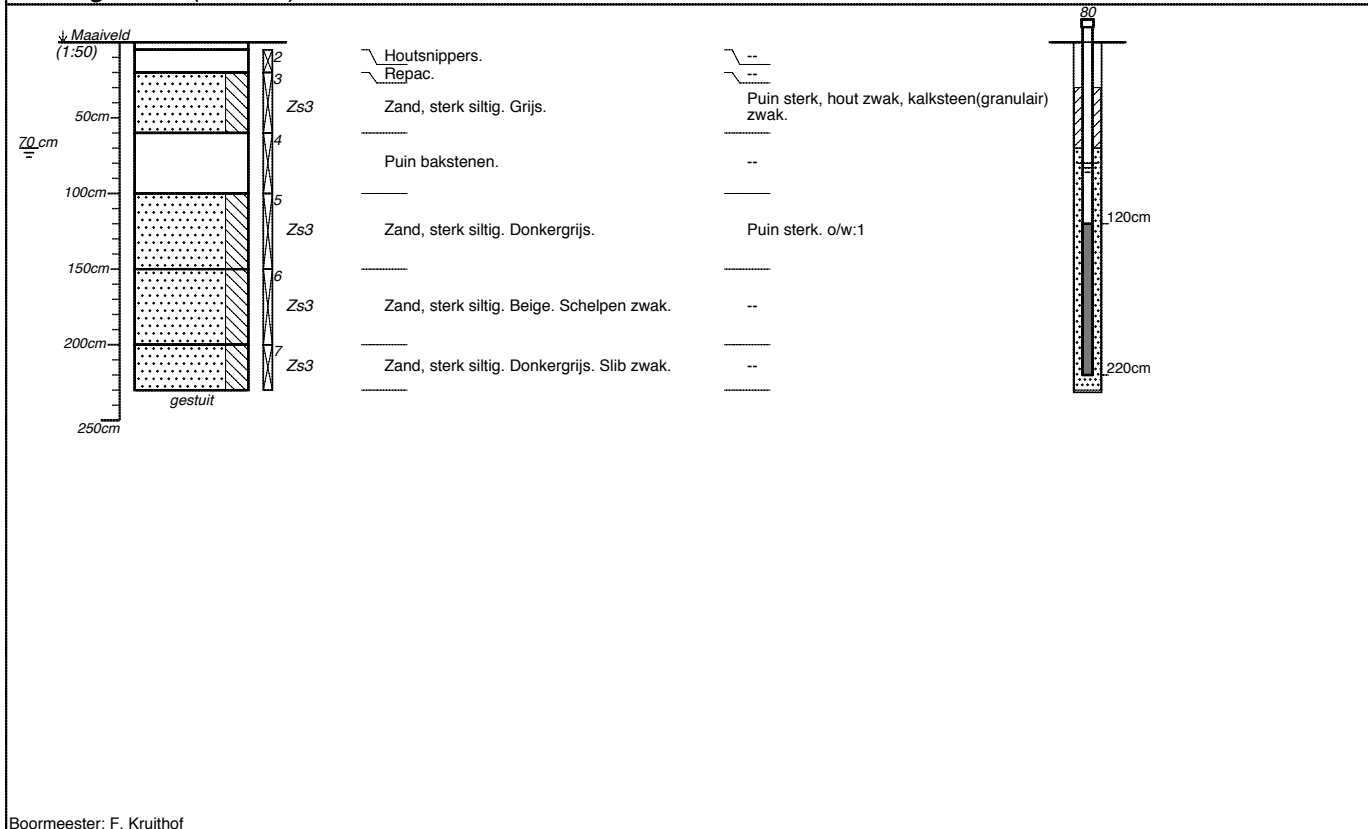 80
Maaiveld
(1:50)
2 Houtsnippers. --
3 Repac. --
50cm Zs3 Zand, sterk siltig. Grijs. Puin sterk, hout zwak, kalksteen(granulair)
zwak.
70 cm
4 Puin bakstenen. --
100cm
5 Zs3 Zand, sterk siltig. Donkergrijs. Puin sterk. o/w:1
120cm
150cm
6 Zs3 Zand, sterk siltig. Beige. Schelpen zwak. --
200cm
7 Zs3 Zand, sterk siltig. Donkergrijs. Slib zwak. --
220cm
gestuit
250cm
Boormeester: F. Kruithof